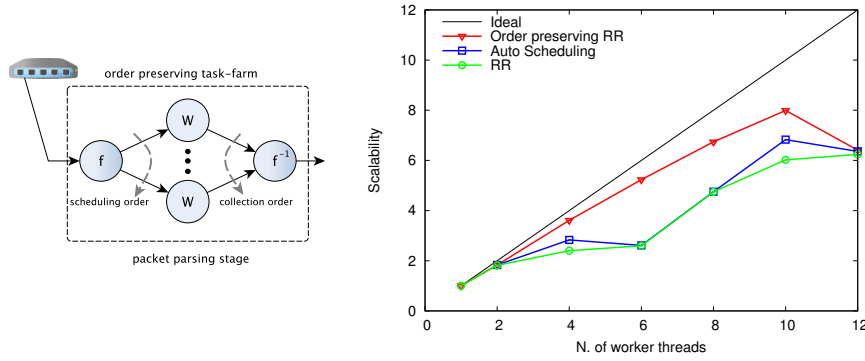 order preserving task-farm
W
f
f⁻¹
W
scheduling order
collection order
packet parsing stage
Ideal
Order preserving RR
Auto Scheduling
RR
Scalability
12
10
8
6
4
2
0
0 2 4 6 8 10 12
N. of worker threads